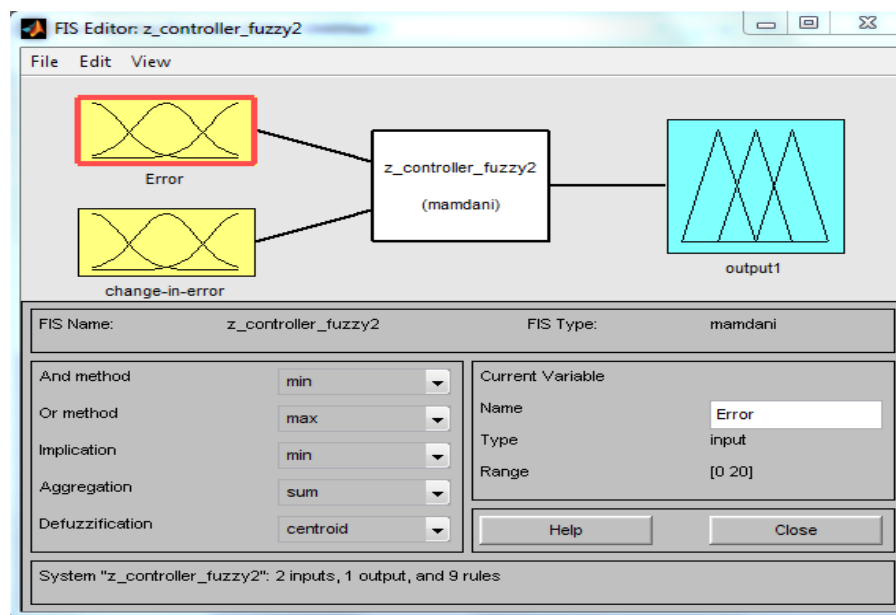 FIS Editor: z_controller_fuzzy2
File Edit View
Error
change-in-error
z_controller_fuzzy2
(mamdani)
output1
FIS Name: z_controller_fuzzy2 FIS Type: mamdani
And method min
Or method max
Implication min
Aggregation sum
Defuzzification centroid
Current Variable
Name Error
Type input
Range [0 20]
Help Close
System "z_controller_fuzzy2": 2 inputs, 1 output, and 9 rules